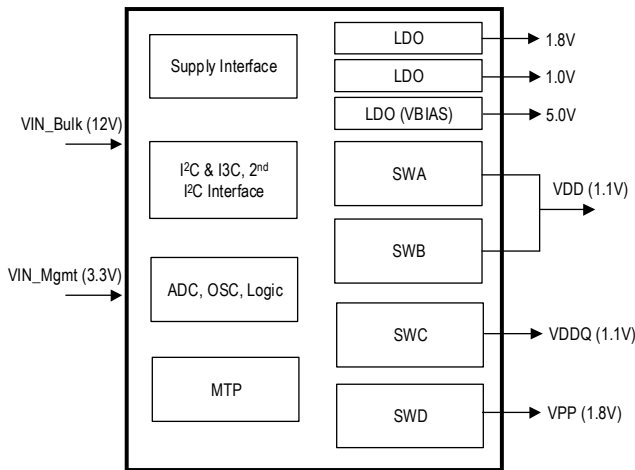 VIN_Bulk (12V)
VIN_Mgmt (3.3V)
Supply Interface
I²C & I3C, 2ⁿᵈ
I²C Interface
ADC, OSC, Logic
MTP
LDO
LDO
LDO (VBIAS)
SWA
SWB
SWC
SWD
1.8V
1.0V
5.0V
VDD (1.1V)
VDDQ (1.1V)
VPP (1.8V)